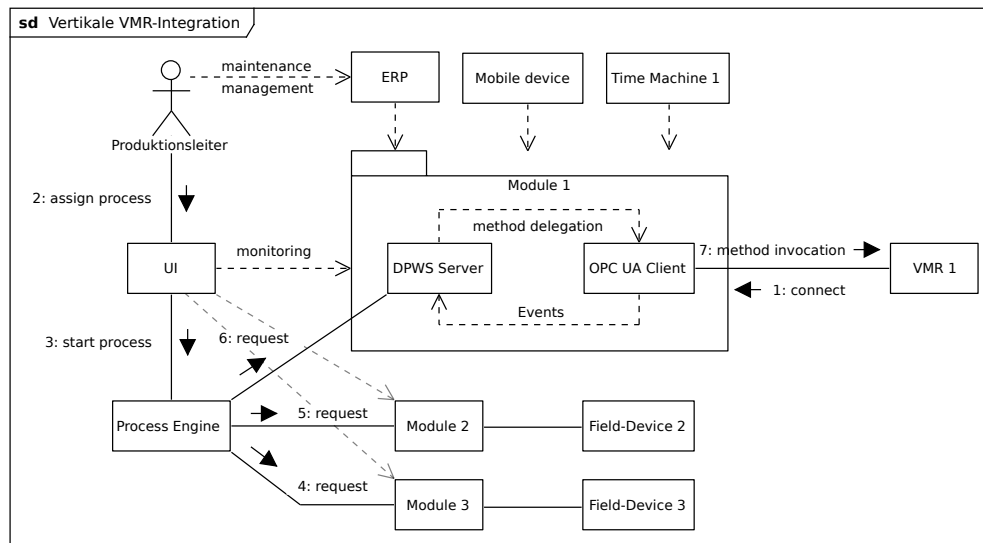 sd Vertikale VMR-Integration
maintenance
management
ERP
Mobile device
Time Machine 1
Produktionsleiter
Module 1
2: assign process
method delegation
UI
monitoring
DPWS Server
OPC UA Client
7: method invocation
VMR 1
1: connect
Events
3: start process
6: request
Process Engine
5: request
Module 2
Field-Device 2
4: request
Module 3
Field-Device 3